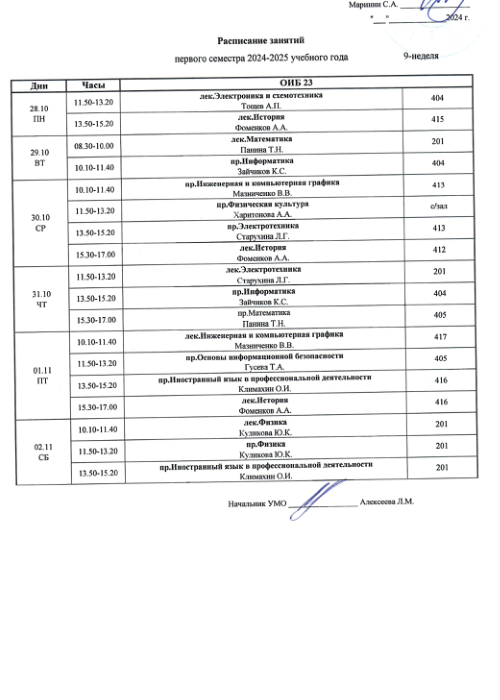 Маринин С.А.
"___"__________2024 г.
Расписание занятий
первого семестра 2024-2025 учебного года 9-неделя
Дни Часы ОИБ 23
28.10 ПН
11.50-13.20 лек.Электроника и схемотехника 404
Тошев А.П.
13.50-15.20 лек.История 415
Фоменков А.А.
29.10 ВТ
08.30-10.00 лек.Математика 201
Панина Т.Н.
10.10-11.40 пр.Информатика 404
Зайчиков К.С.
30.10 СР
10.10-11.40 пр.Инженерная и компьютерная графика 413
Мазниченко В.В.
11.50-13.20 пр.Физическая культура с/зал
Харитонова А.А.
13.50-15.20 пр.Электротехника 413
Старухина Л.Г.
15.30-17.00 лек.История 412
Фоменков А.А.
31.10 ЧТ
11.50-13.20 лек.Электротехника 201
Старухина Л.Г.
13.50-15.20 пр.Информатика 404
Зайчиков К.С.
15.30-17.00 пр.Математика 405
Панина Т.Н.
01.11 ПТ
10.10-11.40 лек.Инженерная и компьютерная графика 417
Мазниченко В.В.
11.50-13.20 пр.Основы информационной безопасности 405
Гусева Т.А.
13.50-15.20 пр.Иностранный язык в профессиональной деятельности 416
Климахин О.И.
15.30-17.00 лек.История 416
Фоменков А.А.
02.11 СБ
10.10-11.40 лек.Физика 201
Куликова Ю.К.
11.50-13.20 пр.Физика 201
Куликова Ю.К.
13.50-15.20 пр.Иностранный язык в профессиональной деятельности 201
Климахин О.И.
Начальник УМО ____________ Алексеева Л.М.